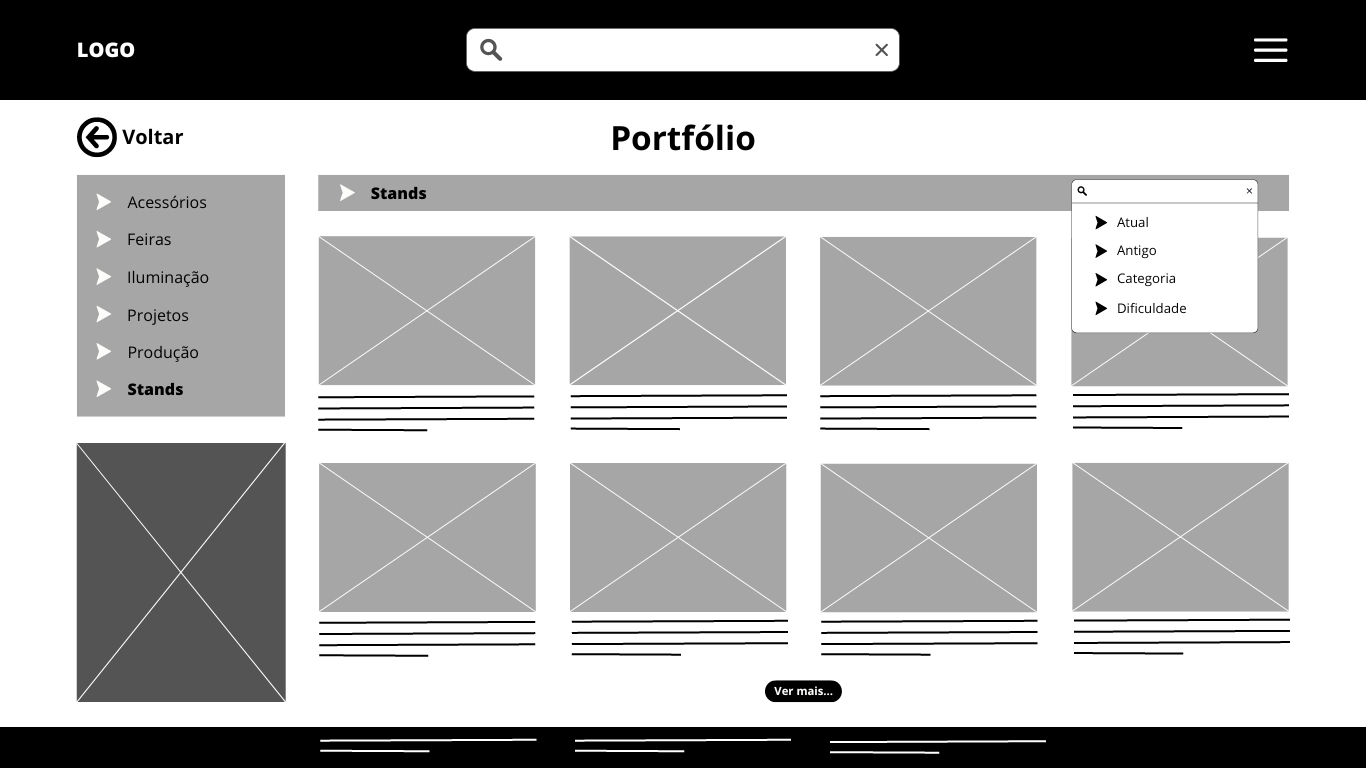 LOGO
Voltar
Portfólio
Acessórios
Feiras
Iluminação
Projetos
Produção
Stands
Stands
Atual
Antigo
Categoria
Dificuldade
Ver mais...